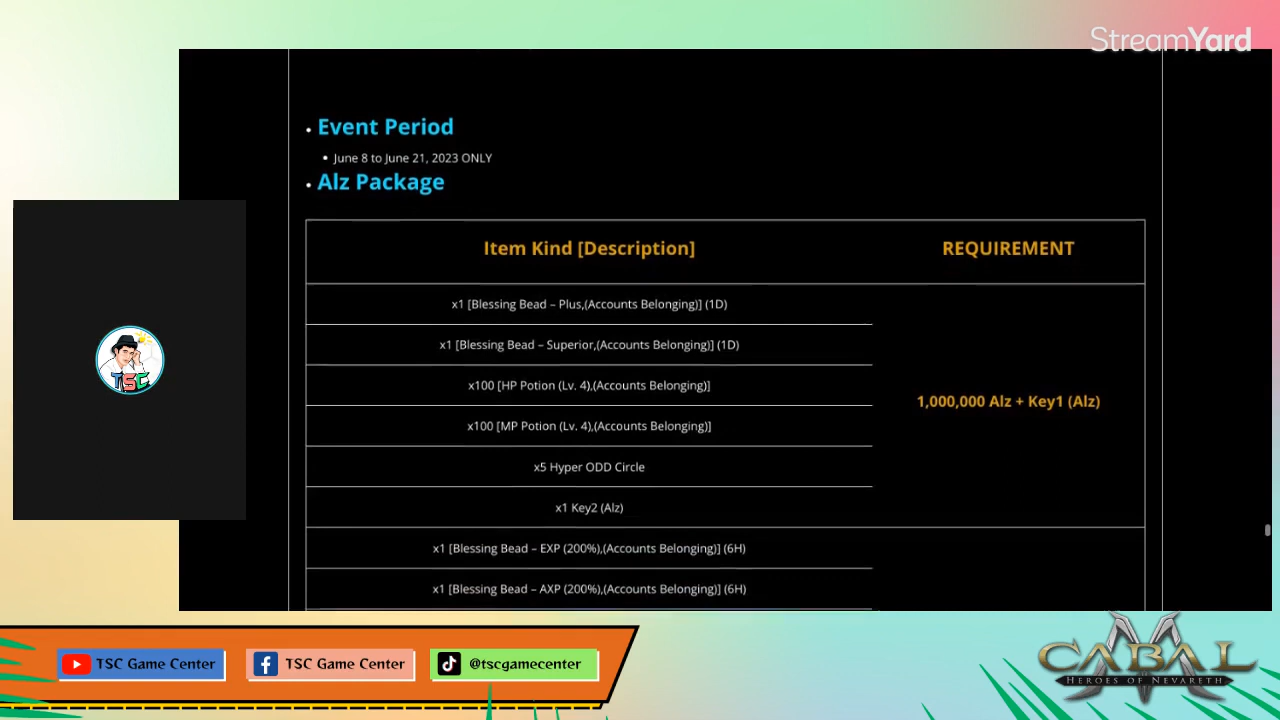 StreamYard
• Event Period
• June 8 to June 21, 2023 ONLY
• Alz Package
Item Kind [Description]
REQUIREMENT
x1 [Blessing Bead – Plus,(Accounts Belonging)] (1D)
x1 [Blessing Bead – Superior,(Accounts Belonging)] (1D)
x100 [HP Potion (Lv. 4),(Accounts Belonging)]
1,000,000 Alz + Key1 (Alz)
x100 [MP Potion (Lv. 4),(Accounts Belonging)]
x5 Hyper ODD Circle
x1 Key2 (Alz)
x1 [Blessing Bead – EXP (200%),(Accounts Belonging)] (6H)
x1 [Blessing Bead – AXP (200%),(Accounts Belonging)] (6H)
TSC
TSC Game Center
TSC Game Center
@tscgamecenter
CABAL M
HEROES OF NEVARETH